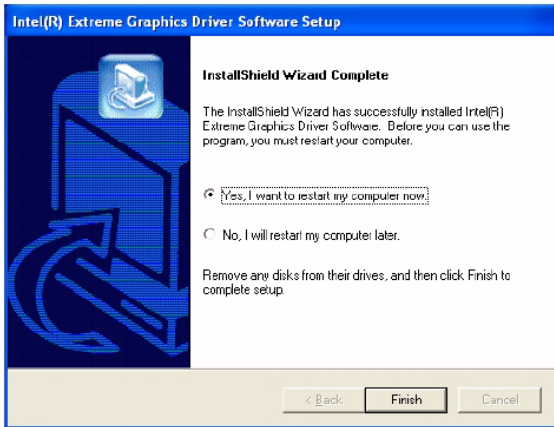 Intel(R) Extreme Graphics Driver Software Setup
InstallShield Wizard Complete
The InstallShield Wizard has successfully installed Intel(R)
Extreme Graphics Driver Software. Before you can use the
program, you must restart your computer.
Yes, I want to restart my computer now.
No, I will restart my computer later.
Remove any disks from their drives, and then click Finish to
complete setup.
< Back
Finish
Cancel